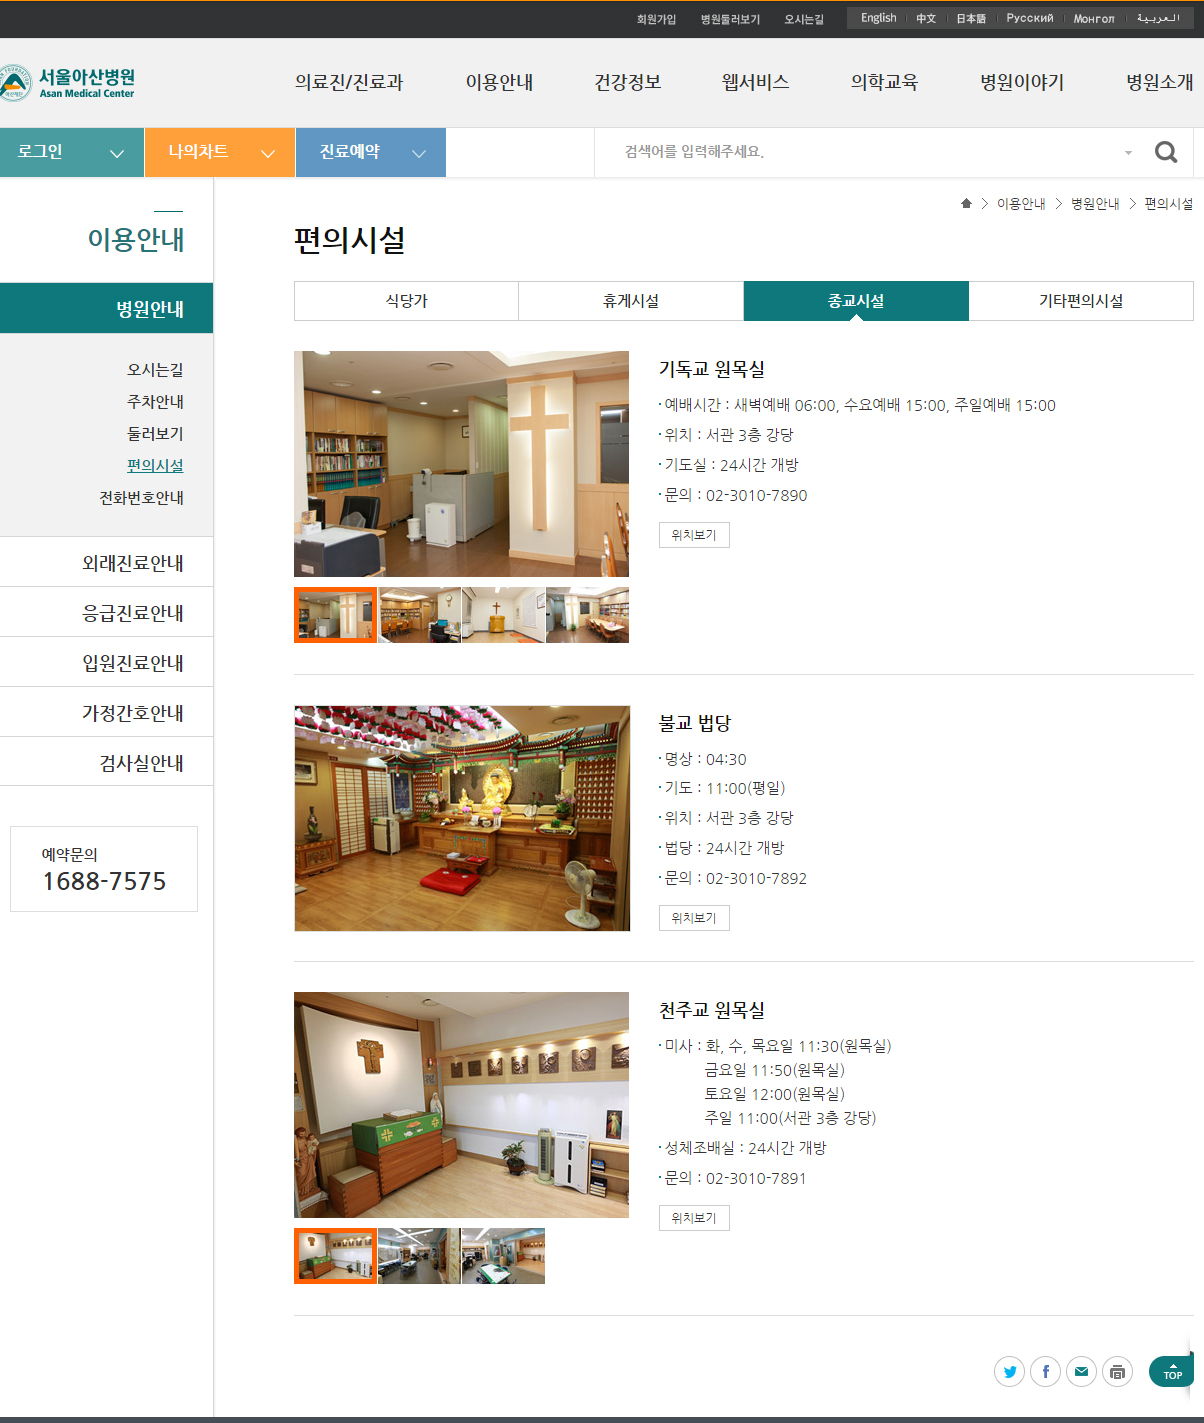 회원가입 병원둘러보기 오시는길 English 中文 日本語 Русский Монгол العربية
서울아산병원
Asan Medical Center
의료진/진료과 이용안내 건강정보 웹서비스 의학교육 병원이야기 병원소개
로그인 나의차트 진료예약 검색어를 입력해주세요.
이용안내 병원안내 편의시설
이용안내
편의시설
병원안내
식당가 휴게시설 종교시설 기타편의시설
오시는길
주차안내
둘러보기
편의시설
전화번호안내
외래진료안내
응급진료안내
입원진료안내
가정간호안내
검사실안내
예약문의
1688-7575
기독교 원목실
· 예배시간 : 새벽예배 06:00, 수요예배 15:00, 주일예배 15:00
· 위치 : 서관 3층 강당
· 기도실 : 24시간 개방
· 문의 : 02-3010-7890
위치보기
불교 법당
· 명상 : 04:30
· 기도 : 11:00(평일)
· 위치 : 서관 3층 강당
· 법당 : 24시간 개방
· 문의 : 02-3010-7892
위치보기
천주교 원목실
· 미사 : 화, 수, 목요일 11:30(원목실)
금요일 11:50(원목실)
토요일 12:00(원목실)
주일 11:00(서관 3층 강당)
· 성체조배실 : 24시간 개방
· 문의 : 02-3010-7891
위치보기
TOP